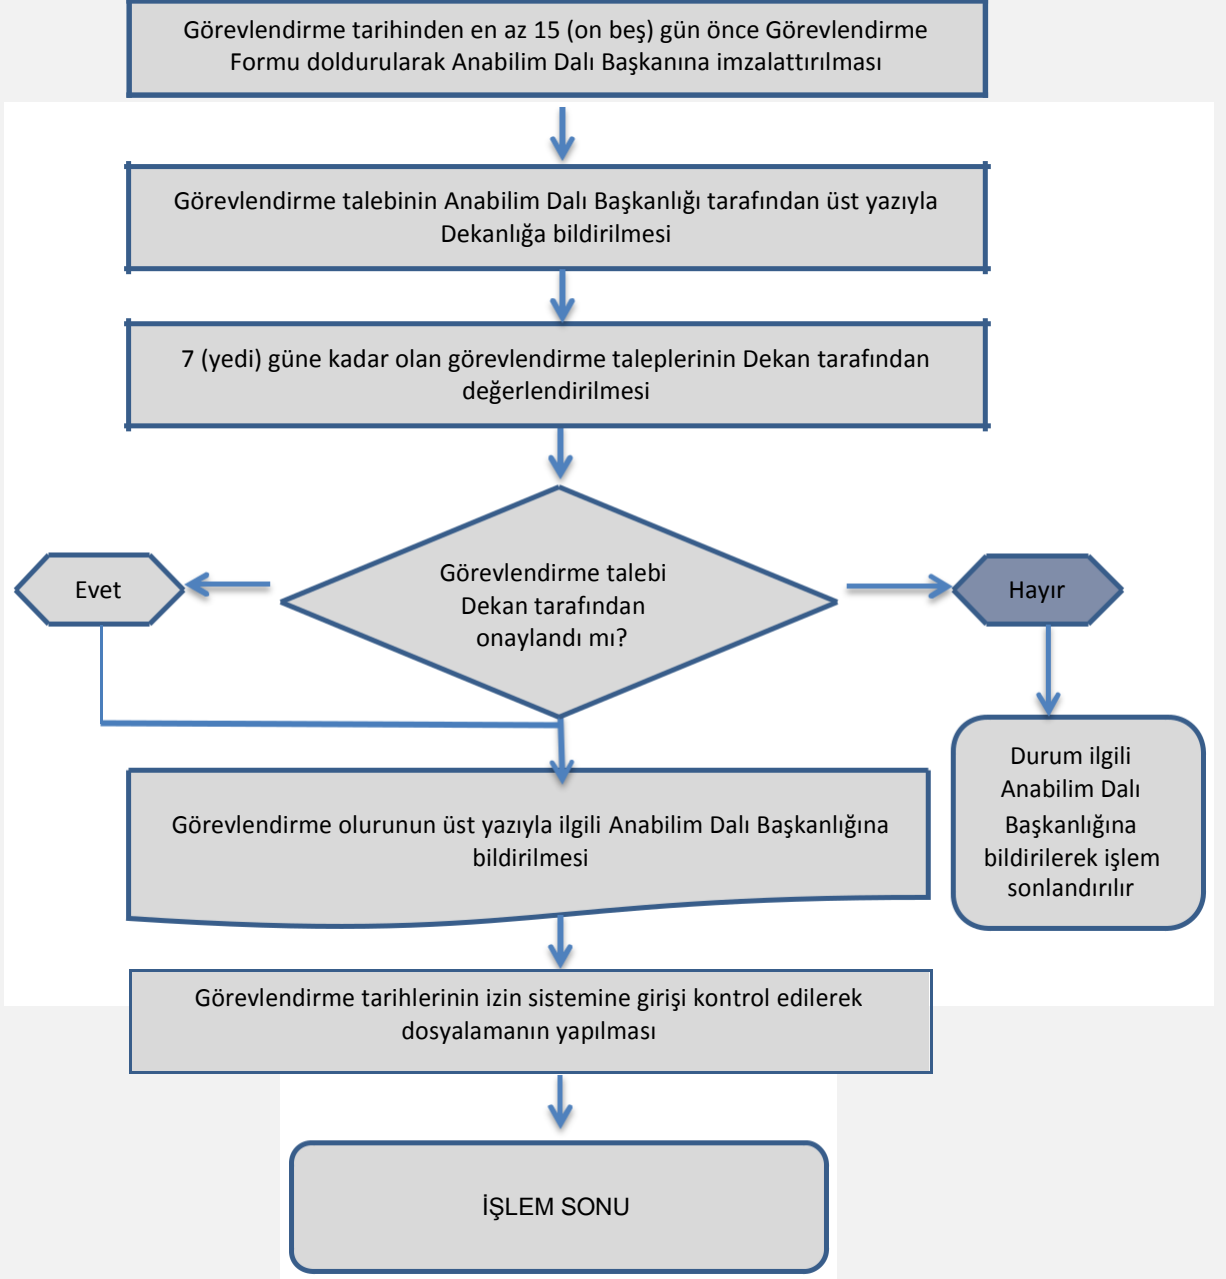 Görevlendirme tarihinden en az 15 (on beş) gün önce Görevlendirme
Formu doldurularak Anabilim Dalı Başkanına imzalattırılması
Görevlendirme talebinin Anabilim Dalı Başkanlığı tarafından üst yazıyla
Dekanlığa bildirilmesi
7 (yedi) güne kadar olan görevlendirme taleplerinin Dekan tarafından
değerlendirilmesi
Görevlendirme talebi
Dekan tarafından
onaylandı mı?
Evet
Hayır
Durum ilgili
Anabilim Dalı
Başkanlığına
bildirilerek işlem
sonlandırılır
Görevlendirme olurunun üst yazıyla ilgili Anabilim Dalı Başkanlığına
bildirilmesi
Görevlendirme tarihlerinin izin sistemine girişi kontrol edilerek
dosyalamanın yapılması
İŞLEM SONU